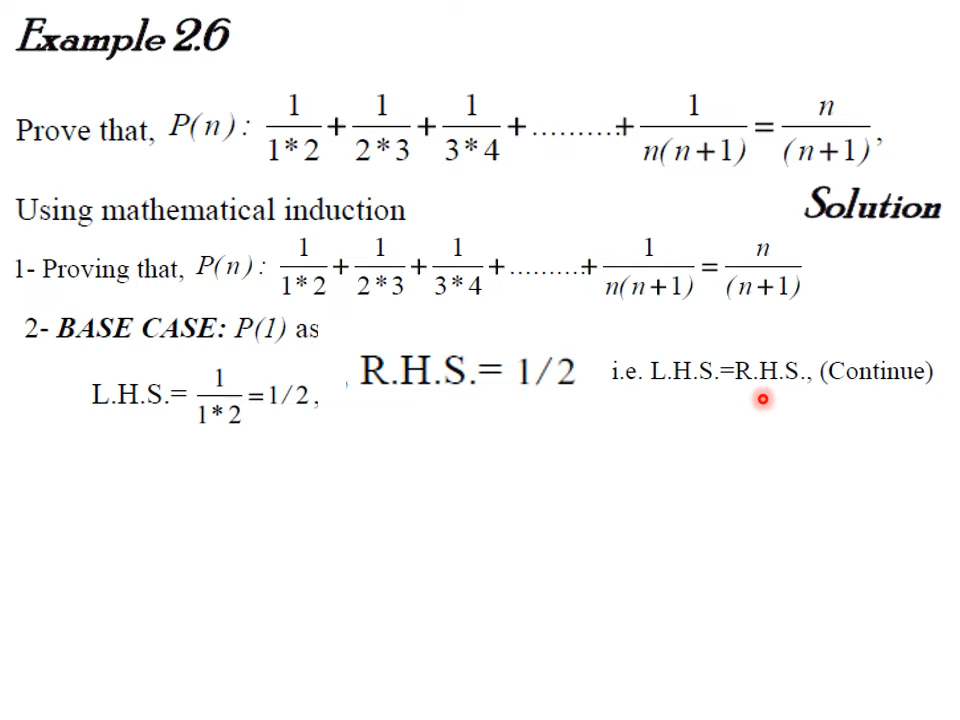 Example 2.6
Prove that, P(n) : 1/(1*2) + 1/(2*3) + 1/(3*4) + .......... + 1/(n(n+1)) = n/((n+1)) ,
Using mathematical induction
Solution
1- Proving that, P(n) : 1/(1*2) + 1/(2*3) + 1/(3*4) + .......... + 1/(n(n+1)) = n/((n+1))
2- BASE CASE: P(1) as
L.H.S.= 1/(1*2) =1/2, , R.H.S.= 1/2 i.e. L.H.S.=R.H.S., (Continue)